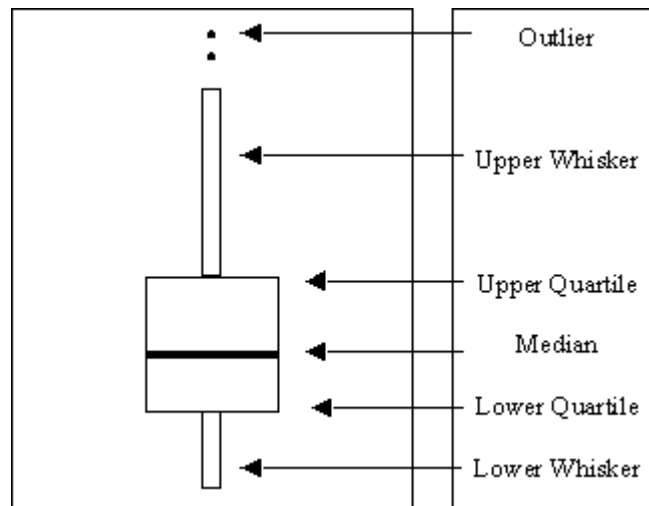 Outlier
Upper Whisker
Upper Quartile
Median
Lower Quartile
Lower Whisker